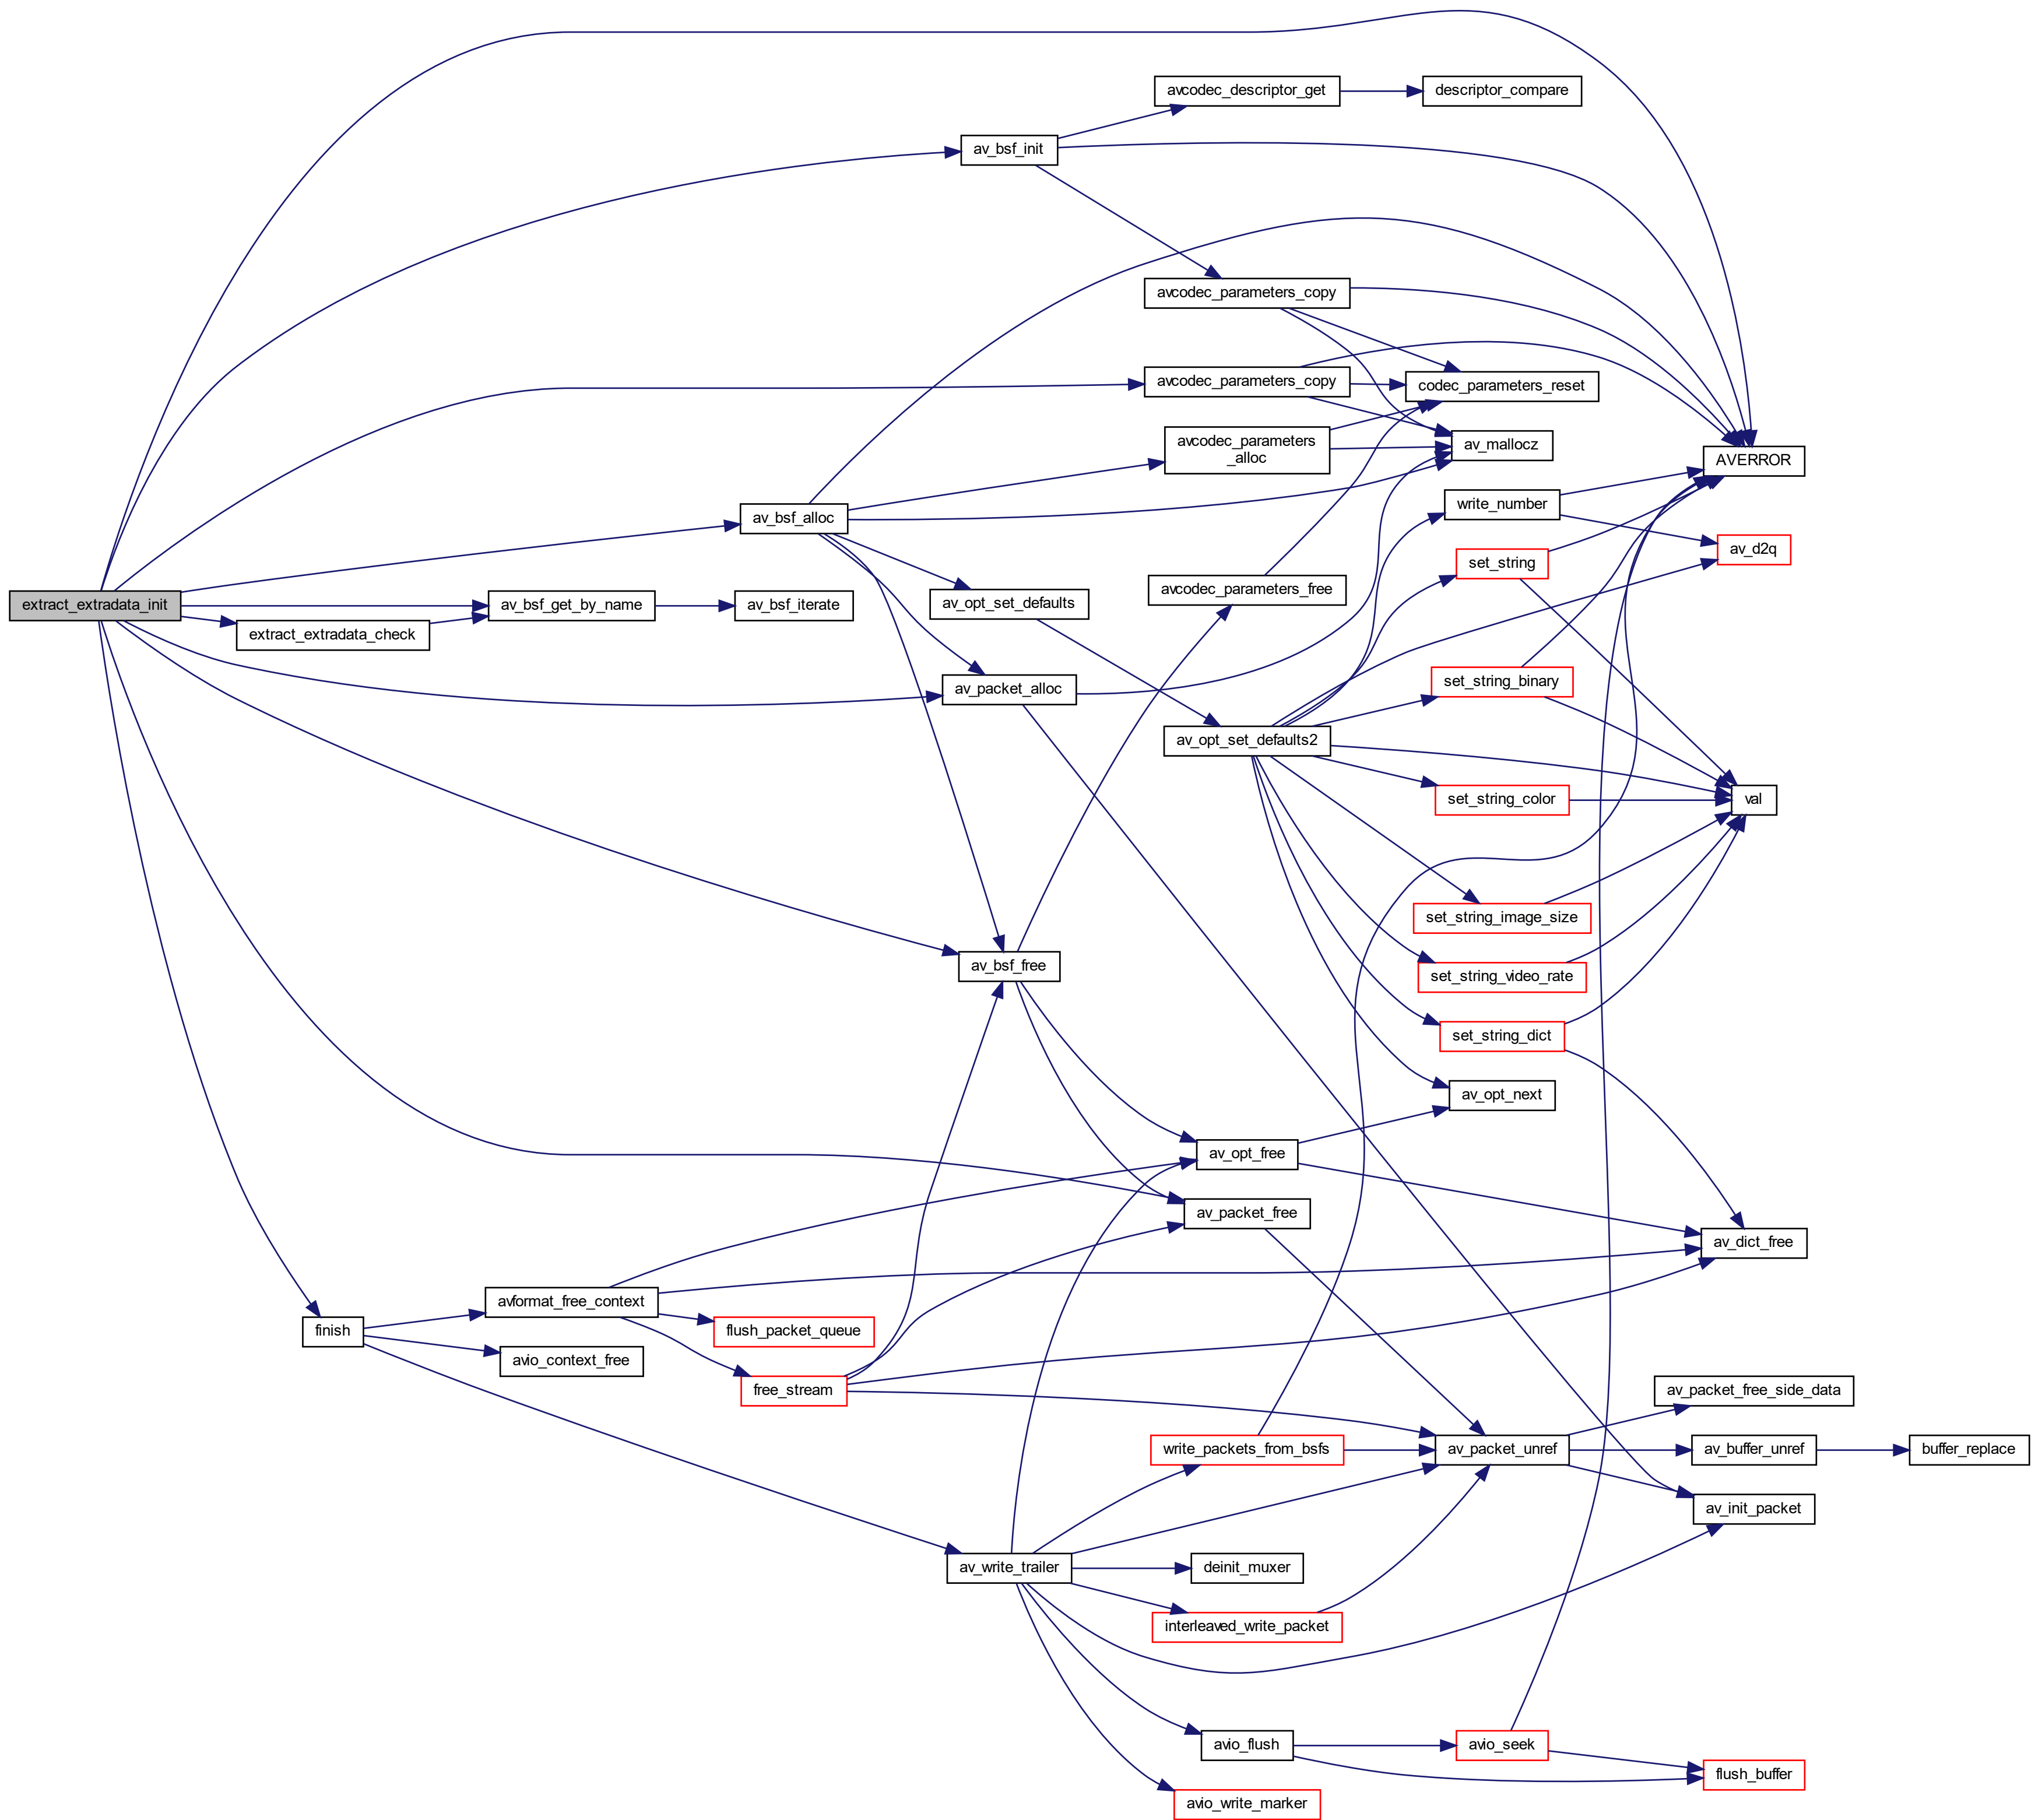 avcodec_descriptor_get
descriptor_compare
av_bsf_init
avcodec_parameters_copy
avcodec_parameters_copy
codec_parameters_reset
avcodec_parameters
_alloc
av_mallocz
AVERROR
av_bsf_alloc
write_number
av_d2q
set_string
extract_extradata_init
av_bsf_get_by_name
av_bsf_iterate
av_opt_set_defaults
avcodec_parameters_free
extract_extradata_check
av_packet_alloc
set_string_binary
av_opt_set_defaults2
set_string_color
val
set_string_image_size
av_bsf_free
set_string_video_rate
set_string_dict
av_opt_next
av_opt_free
av_packet_free
av_dict_free
avformat_free_context
finish
flush_packet_queue
avio_context_free
free_stream
av_packet_free_side_data
write_packets_from_bsfs
av_packet_unref
av_buffer_unref
buffer_replace
av_init_packet
av_write_trailer
deinit_muxer
interleaved_write_packet
avio_flush
avio_seek
flush_buffer
avio_write_marker